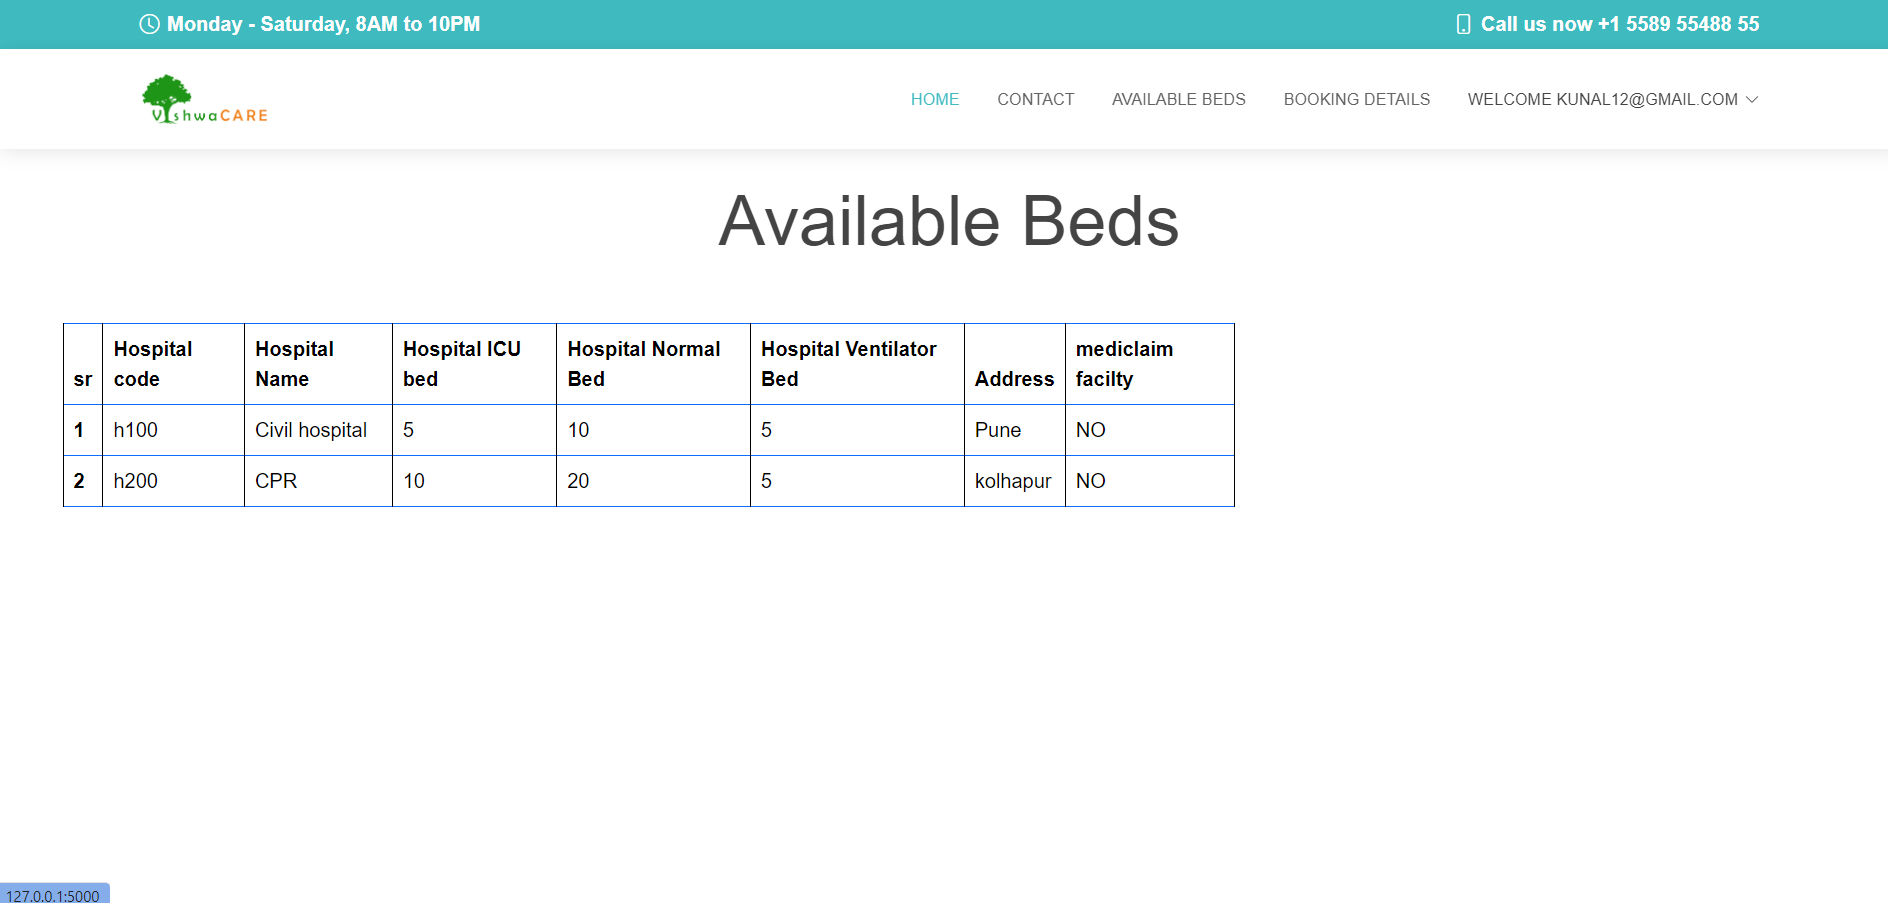 Monday - Saturday, 8AM to 10PM
Call us now +1 5589 55488 55
VishwaCARE
HOME CONTACT AVAILABLE BEDS BOOKING DETAILS WELCOME KUNAL12@GMAIL.COM
Available Beds
sr Hospital code Hospital Name Hospital ICU bed Hospital Normal Bed Hospital Ventilator Bed Address mediclaim facilty
1 h100 Civil hospital 5 10 5 Pune NO
2 h200 CPR 10 20 5 kolhapur NO
127.0.0.1:5000